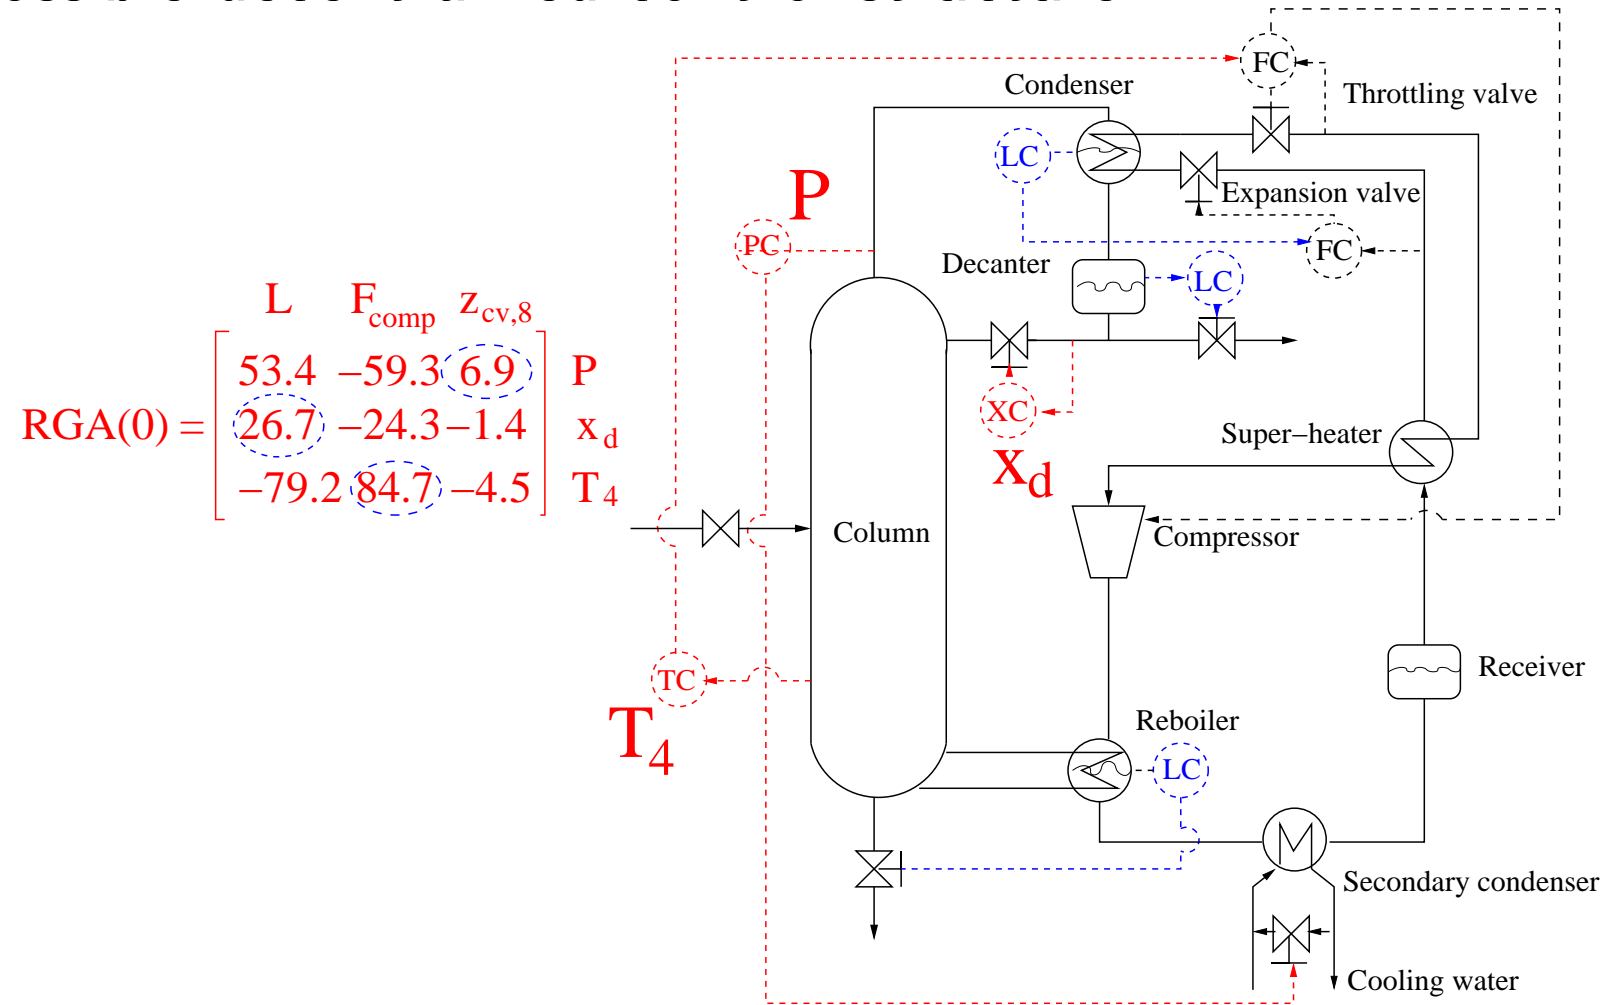 FC
Condenser
Throttling valve
LC
P
Expansion valve
PC
FC
Decanter
LC
L F_comp z_cv,8
53.4 −59.3 6.9 P
RGA(0) = 26.7 −24.3 −1.4 x_d
−79.2 84.7 −4.5 T_4
XC
x_d
Super−heater
Column
Compressor
TC
T_4
Receiver
Reboiler
LC
Secondary condenser
Cooling water